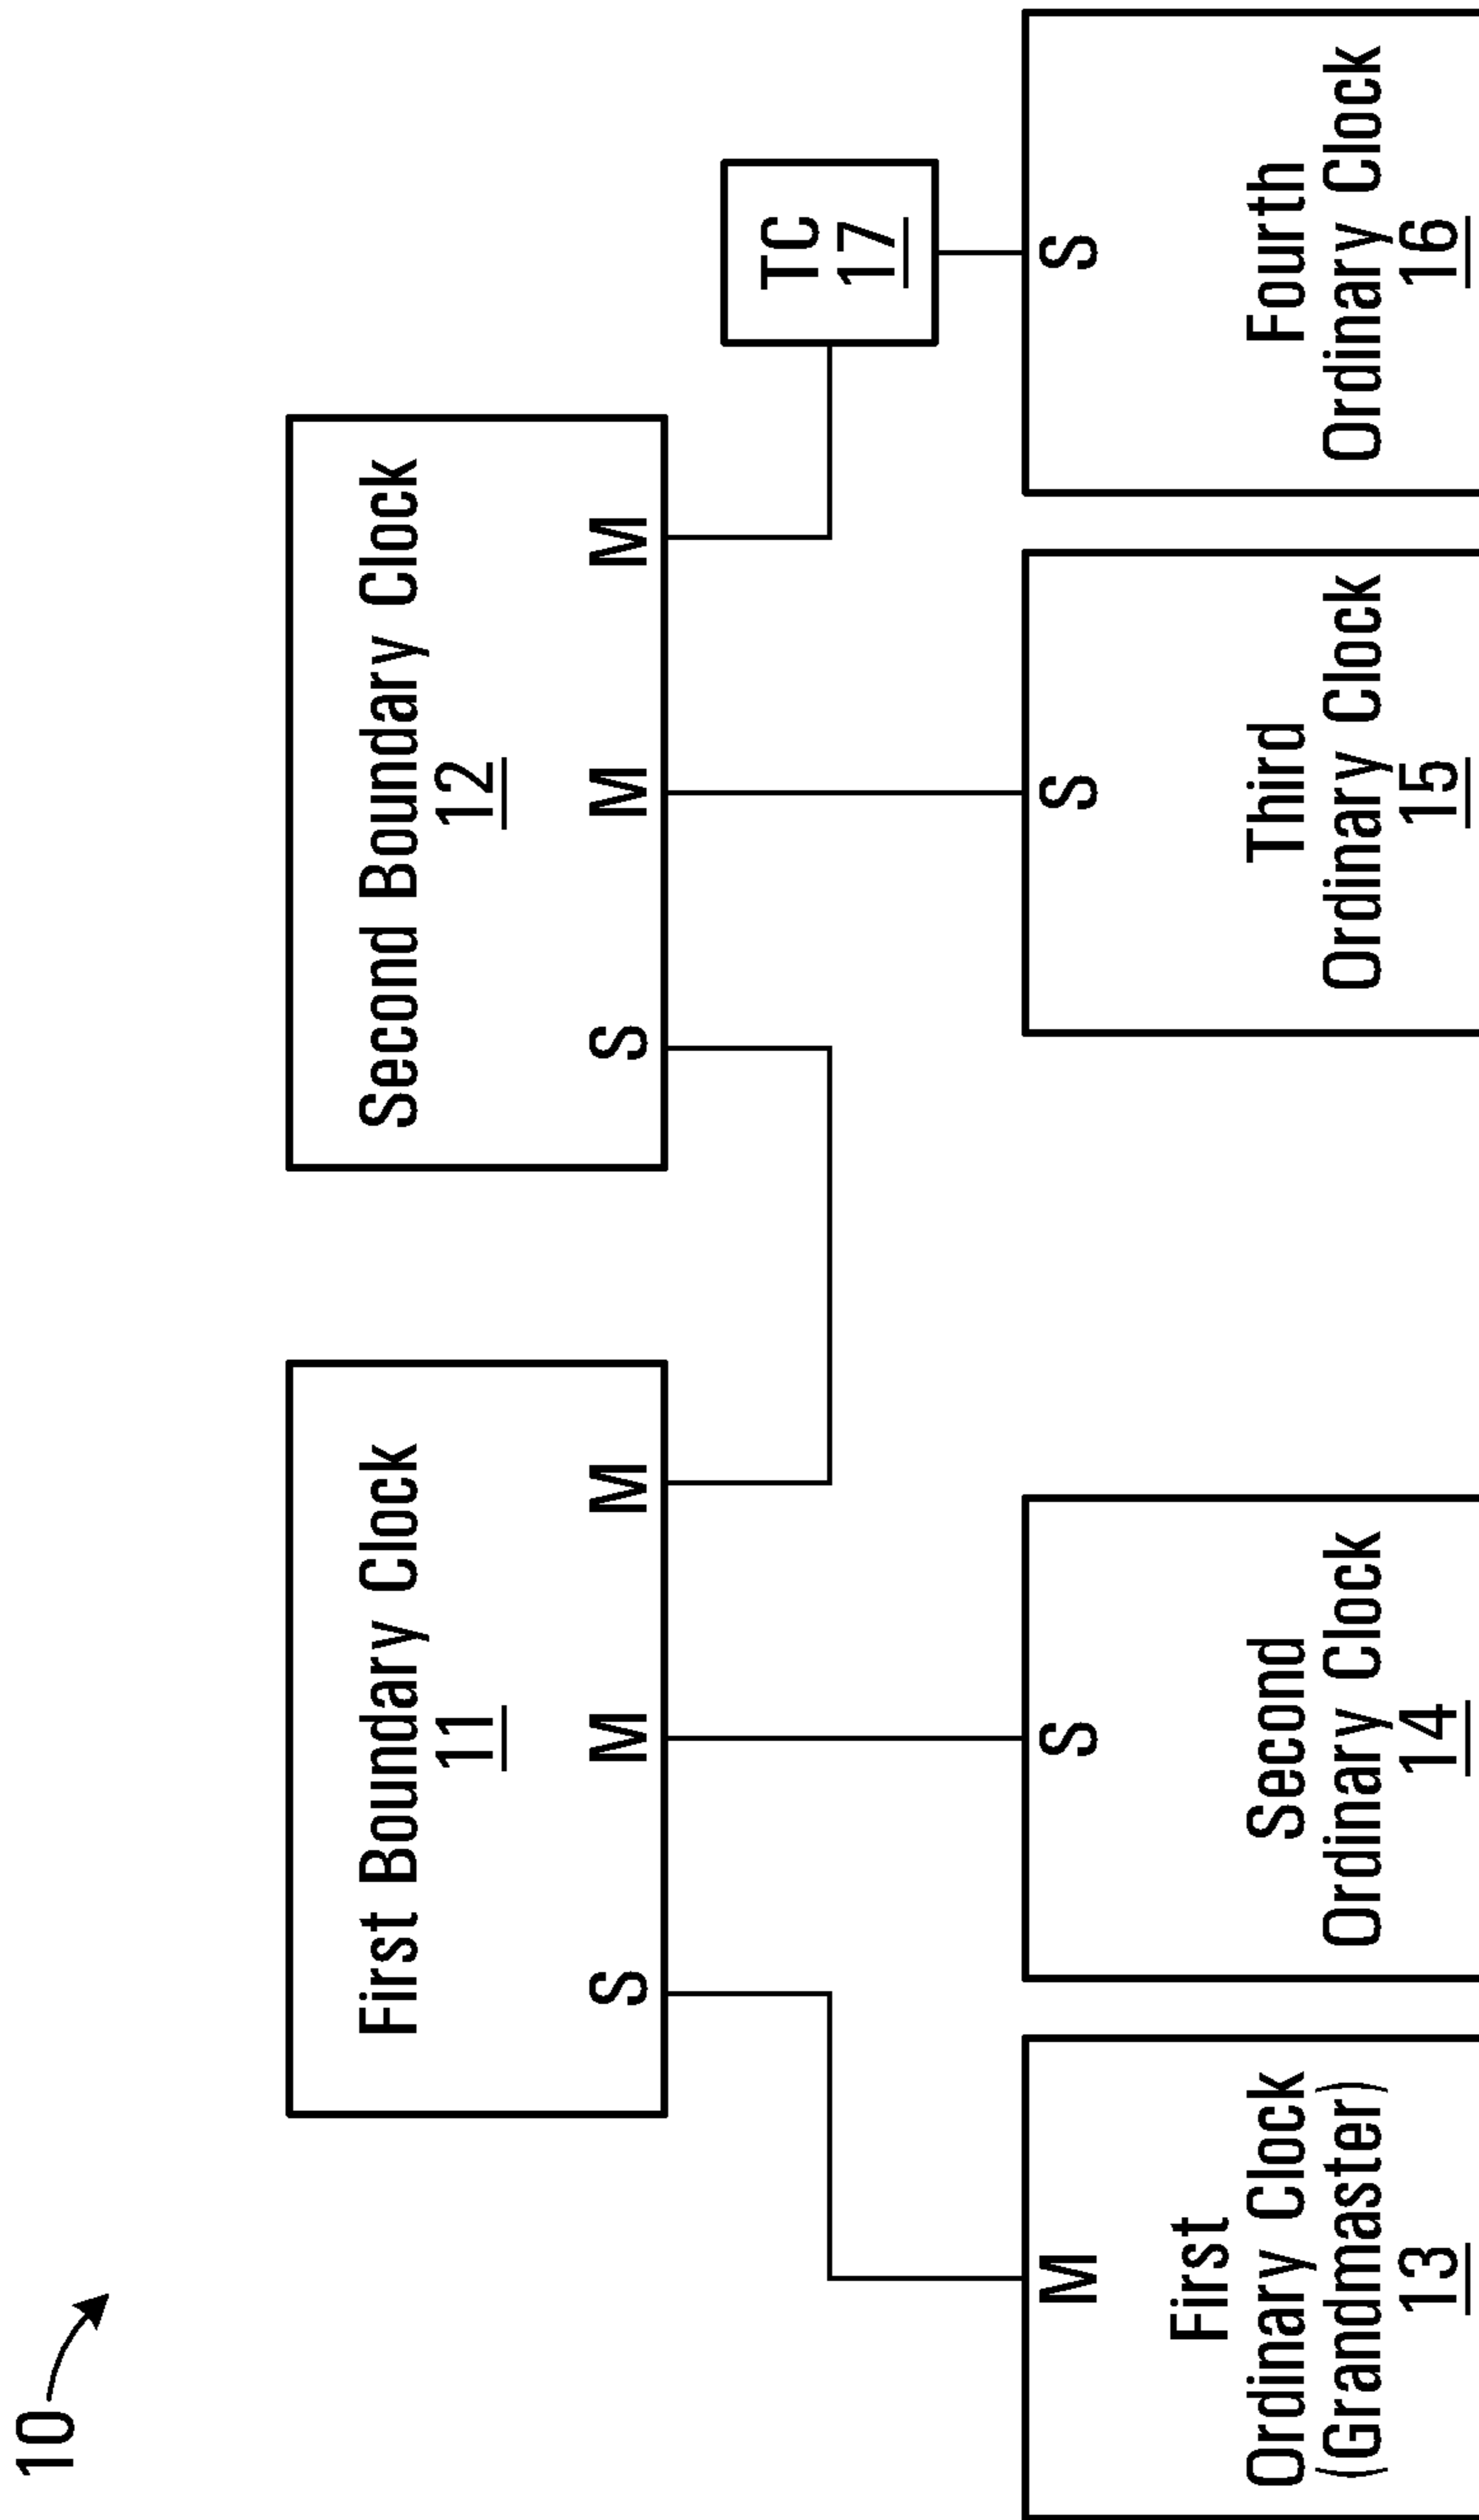 10
First Boundary Clock
11
S
M
M
Second Boundary Clock
12
S
M
M
TC
17
M
First
Ordinary Clock
(Grandmaster)
13
S
Second
Ordinary Clock
14
S
Third
Ordinary Clock
15
S
Fourth
Ordinary Clock
16